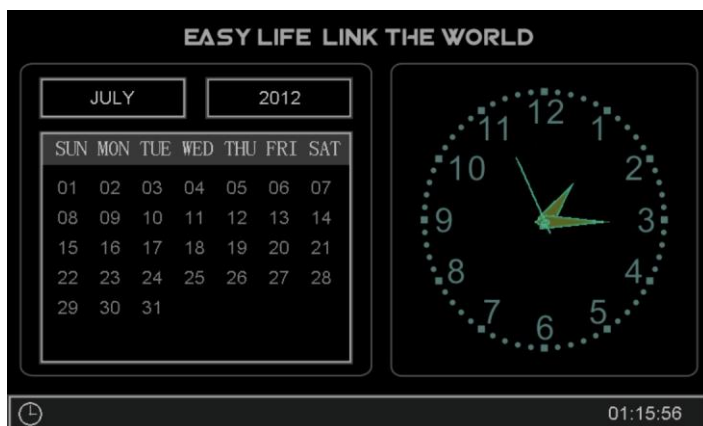 EASY LIFE LINK THE WORLD
JULY 2012
SUN MON TUE WED THU FRI SAT
01 02 03 04 05 06 07
08 09 10 11 12 13 14
15 16 17 18 19 20 21
22 23 24 25 26 27 28
29 30 31
12
11 1
10 2
9 3
8 4
7 5
6
01:15:56